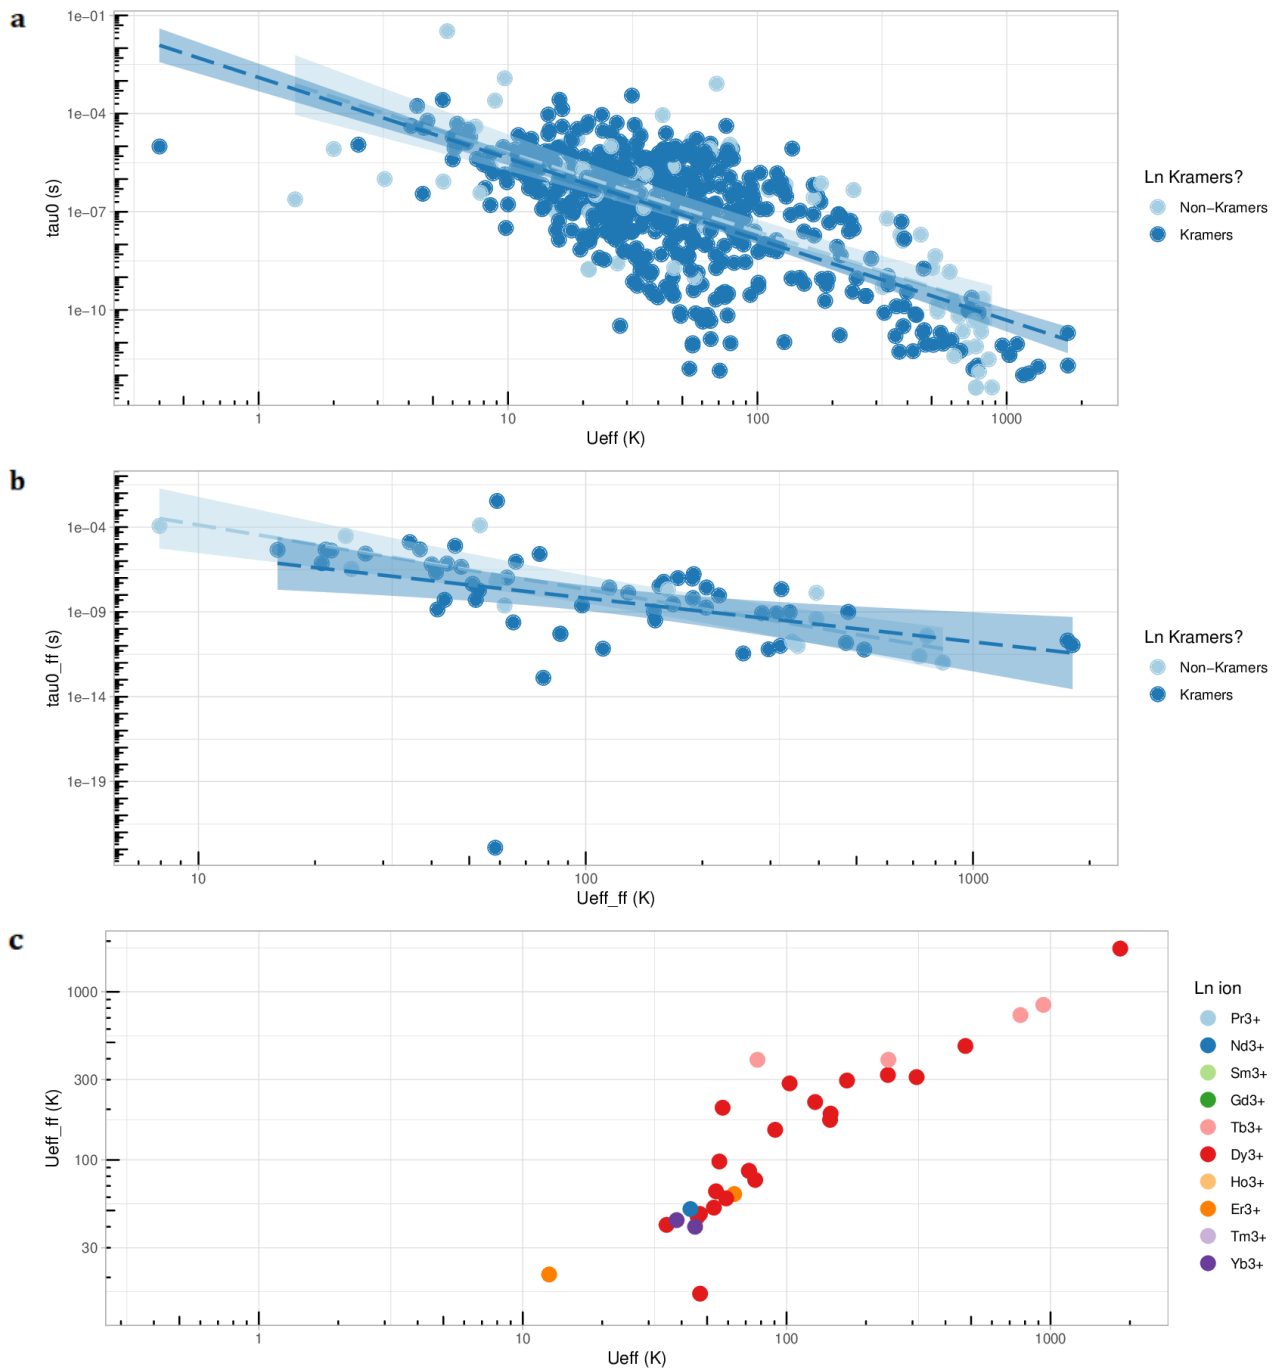 a
1e−01
1e−04
1e−07
1e−10
tau0 (s)
1
10
100
1000
Ueff (K)
Ln Kramers?
Non−Kramers
Kramers
b
1e−04
1e−09
1e−14
1e−19
tau0_ff (s)
10
100
1000
Ueff_ff (K)
Ln Kramers?
Non−Kramers
Kramers
c
1000
300
100
30
Ueff_ff (K)
1
10
100
1000
Ueff (K)
Ln ion
Pr3+
Nd3+
Sm3+
Gd3+
Tb3+
Dy3+
Ho3+
Er3+
Tm3+
Yb3+